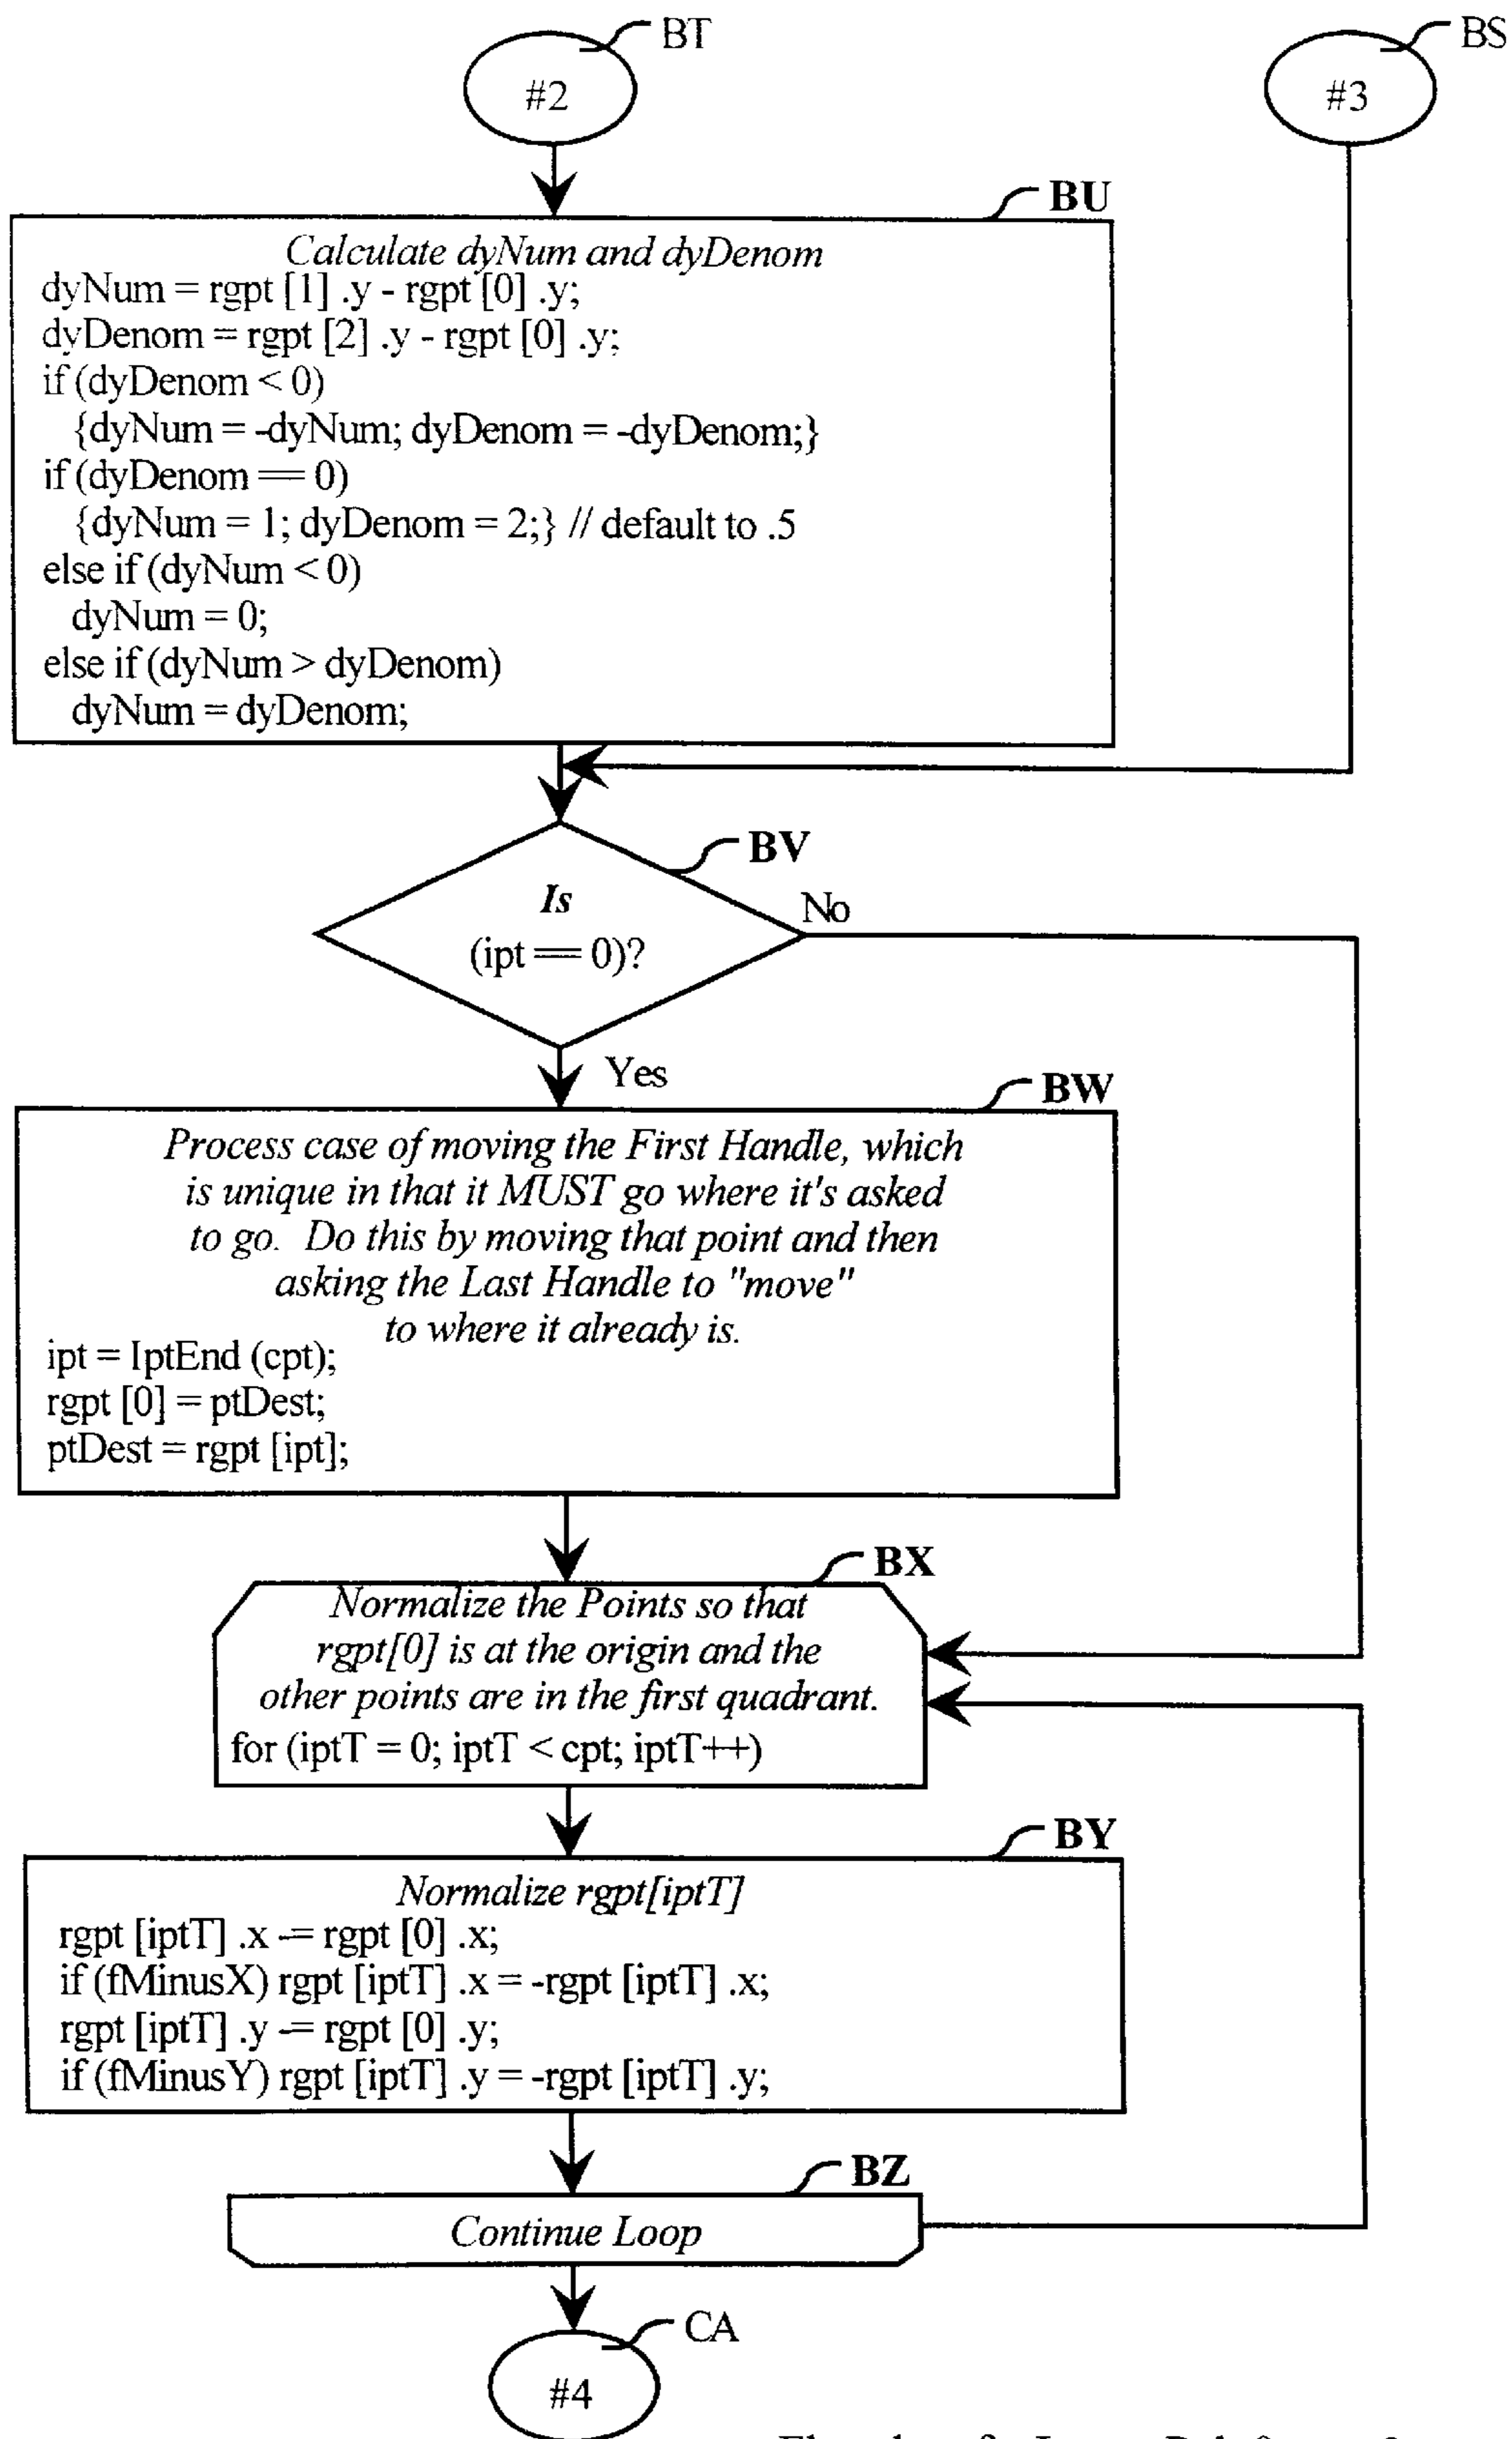 BT
#2
BS
#3
BU
Calculate dyNum and dyDenom
dyNum = rgpt [1] .y - rgpt [0] .y;
dyDenom = rgpt [2] .y - rgpt [0] .y;
if (dyDenom < 0)
{dyNum = -dyNum; dyDenom = -dyDenom;}
if (dyDenom == 0)
{dyNum = 1; dyDenom = 2;} // default to .5
else if (dyNum < 0)
dyNum = 0;
else if (dyNum > dyDenom)
dyNum = dyDenom;
BV
Is
(ipt == 0)?
No
Yes
BW
Process case of moving the First Handle, which
is unique in that it MUST go where it's asked
to go. Do this by moving that point and then
asking the Last Handle to "move"
to where it already is.
ipt = IptEnd (cpt);
rgpt [0] = ptDest;
ptDest = rgpt [ipt];
BX
Normalize the Points so that
rgpt[0] is at the origin and the
other points are in the first quadrant.
for (iptT = 0; iptT < cpt; iptT++)
BY
Normalize rgpt[iptT]
rgpt [iptT] .x -= rgpt [0] .x;
if (fMinusX) rgpt [iptT] .x = -rgpt [iptT] .x;
rgpt [iptT] .y -= rgpt [0] .y;
if (fMinusY) rgpt [iptT] .y = -rgpt [iptT] .y;
BZ
Continue Loop
CA
#4